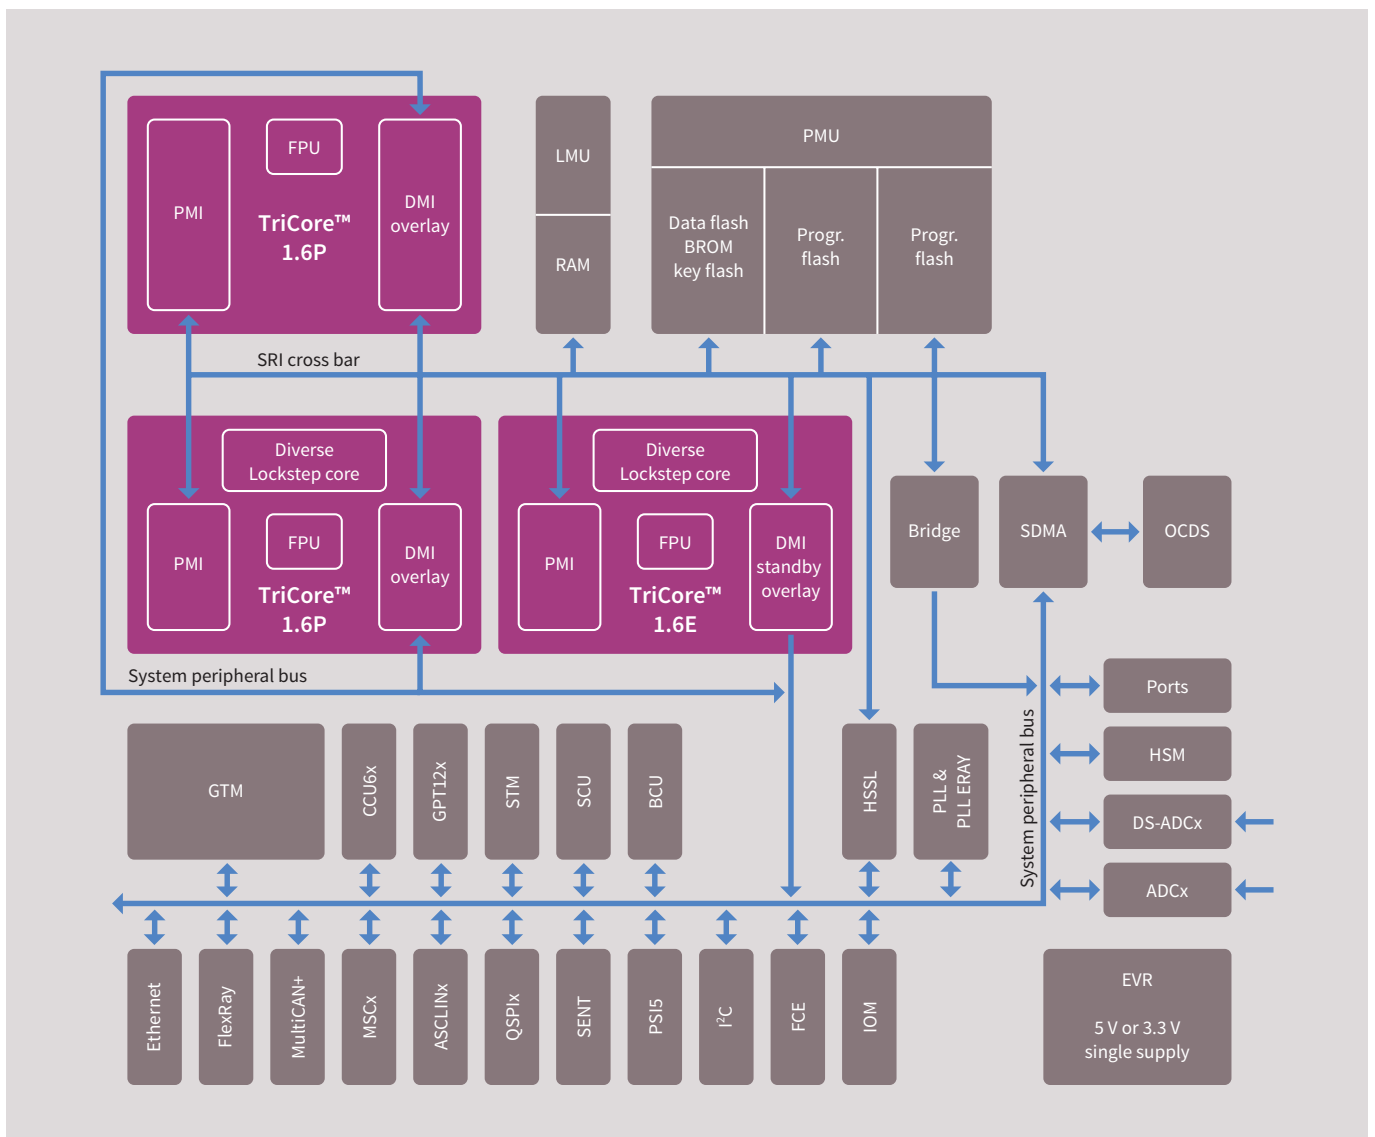 PMI
FPU
TriCore™
1.6P
DMI
overlay
LMU
RAM
PMU
Data flash
BROM
key flash
Progr.
flash
Progr.
flash
SRI cross bar
Diverse
Lockstep core
PMI
FPU
TriCore™
1.6P
DMI
overlay
Diverse
Lockstep core
PMI
FPU
TriCore™
1.6E
DMI
standby
overlay
Bridge
SDMA
OCDS
System peripheral bus
Ports
HSM
DS-ADCx
ADCx
System peripheral bus
GTM
CCU6x
GPT12x
STM
SCU
BCU
HSSL
PLL &
PLL ERAY
Ethernet
FlexRay
MultiCAN+
MSCx
ASCLINx
QSPIx
SENT
PSI5
I²C
FCE
IOM
EVR
5 V or 3.3 V
single supply